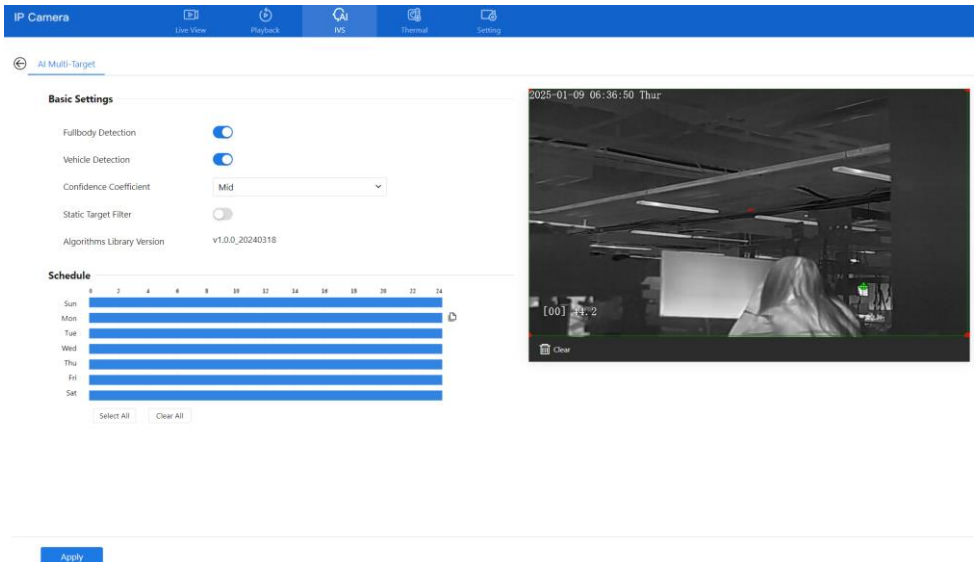 IP Camera
Live View
Playback
IVS
Thermal
Setting
AI Multi-Target
Basic Settings
Fullbody Detection
Vehicle Detection
Confidence Coefficient Mid
Static Target Filter
Algorithms Library Version v1.0.0_20240318
Schedule
0 2 4 6 8 10 12 14 16 18 20 22 24
Sun
Mon
Tue
Wed
Thu
Fri
Sat
Select All Clear All
2025-01-09 06:36:50 Thur
[00] 44.2
Clear
Apply